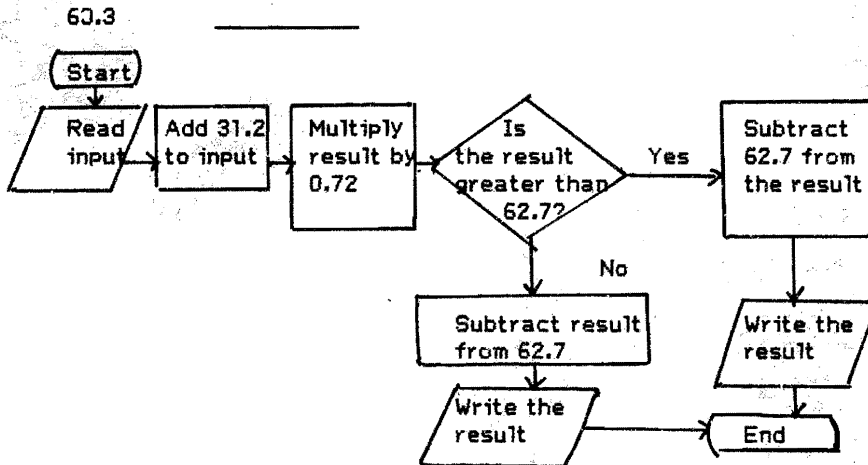 60.3
Start
Read
input
Add 31.2
to input
Multiply
result by
0.72
Is
the result
greater than
62.7?
Yes
Subtract
62.7 from
the result
No
Subtract result
from 62.7
Write the
result
Write the
result
End